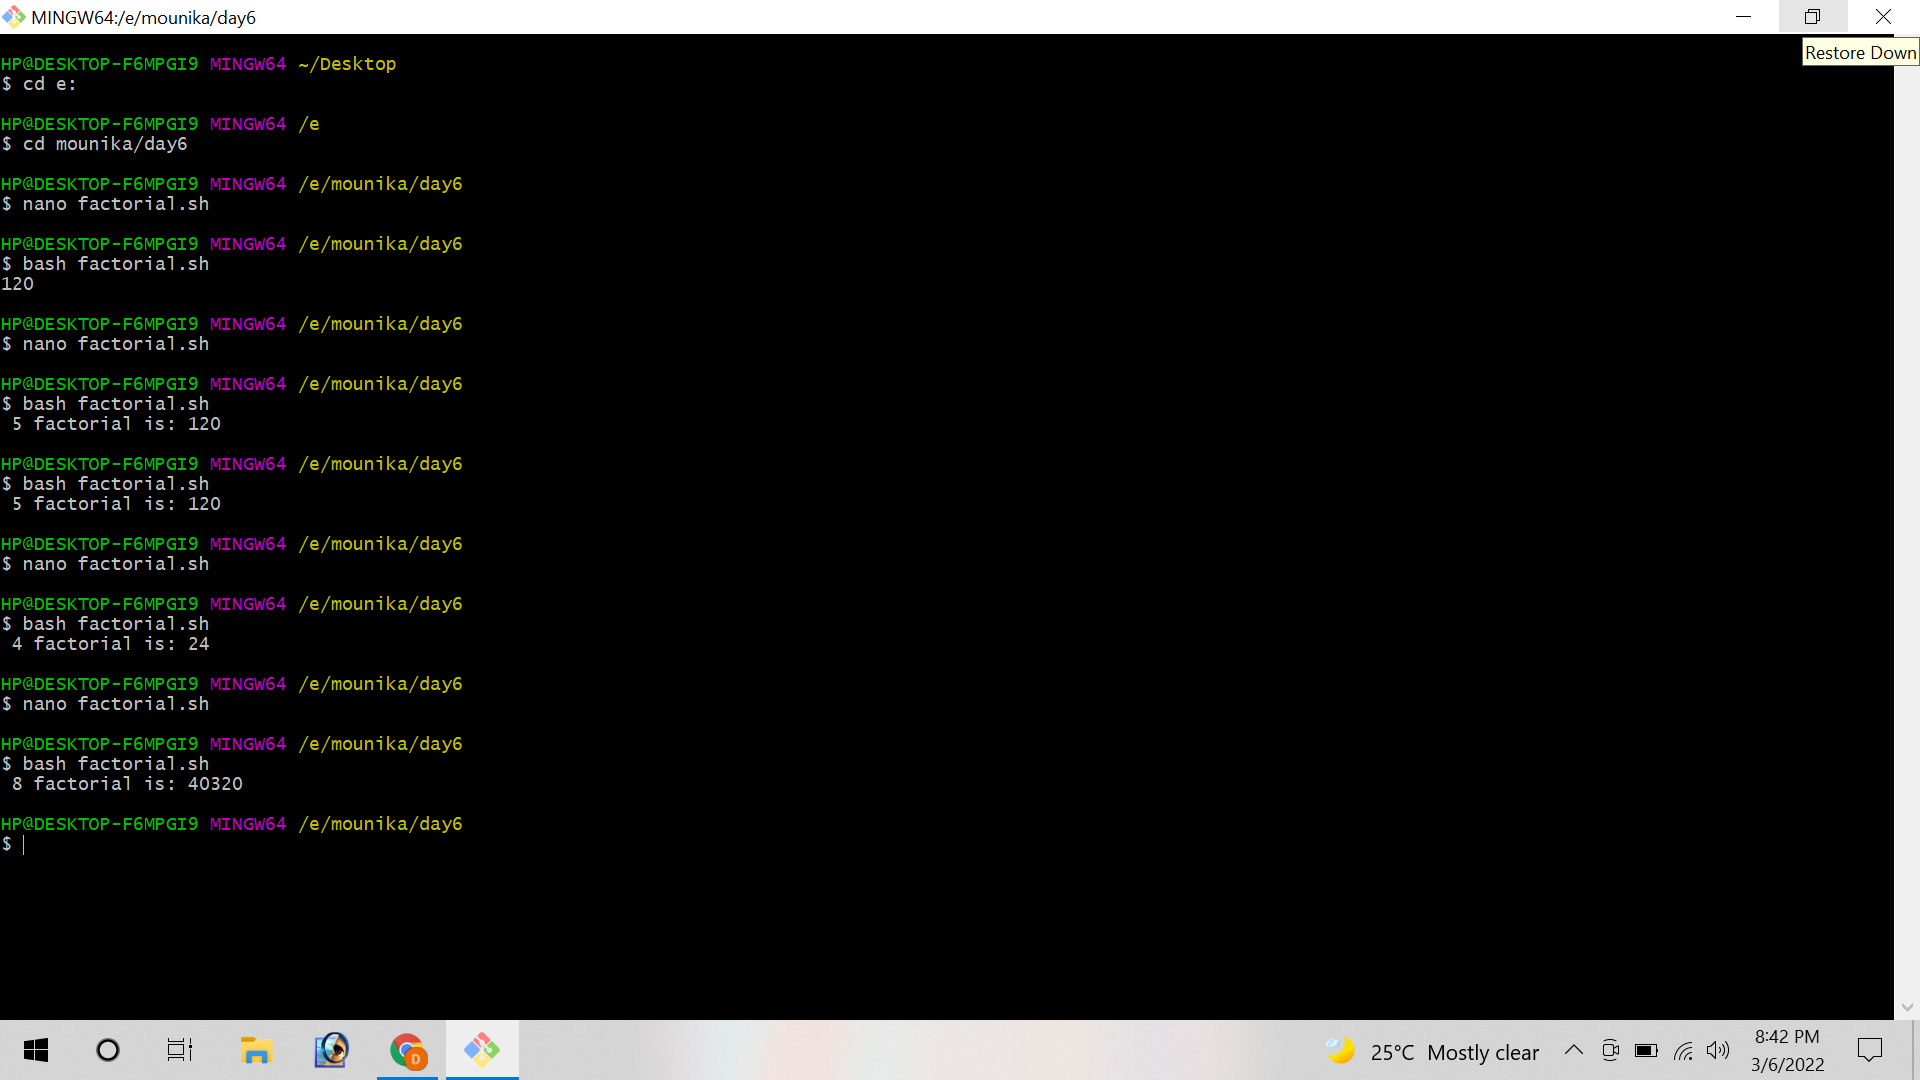 MINGW64:/e/mounika/day6
Restore Down
HP@DESKTOP-F6MPGI9 MINGW64 ~/Desktop
$ cd e:
HP@DESKTOP-F6MPGI9 MINGW64 /e
$ cd mounika/day6
HP@DESKTOP-F6MPGI9 MINGW64 /e/mounika/day6
$ nano factorial.sh
HP@DESKTOP-F6MPGI9 MINGW64 /e/mounika/day6
$ bash factorial.sh
120
HP@DESKTOP-F6MPGI9 MINGW64 /e/mounika/day6
$ nano factorial.sh
HP@DESKTOP-F6MPGI9 MINGW64 /e/mounika/day6
$ bash factorial.sh
5 factorial is: 120
HP@DESKTOP-F6MPGI9 MINGW64 /e/mounika/day6
$ bash factorial.sh
5 factorial is: 120
HP@DESKTOP-F6MPGI9 MINGW64 /e/mounika/day6
$ nano factorial.sh
HP@DESKTOP-F6MPGI9 MINGW64 /e/mounika/day6
$ bash factorial.sh
4 factorial is: 24
HP@DESKTOP-F6MPGI9 MINGW64 /e/mounika/day6
$ nano factorial.sh
HP@DESKTOP-F6MPGI9 MINGW64 /e/mounika/day6
$ bash factorial.sh
8 factorial is: 40320
HP@DESKTOP-F6MPGI9 MINGW64 /e/mounika/day6
$
D
25°C Mostly clear
8:42 PM
3/6/2022